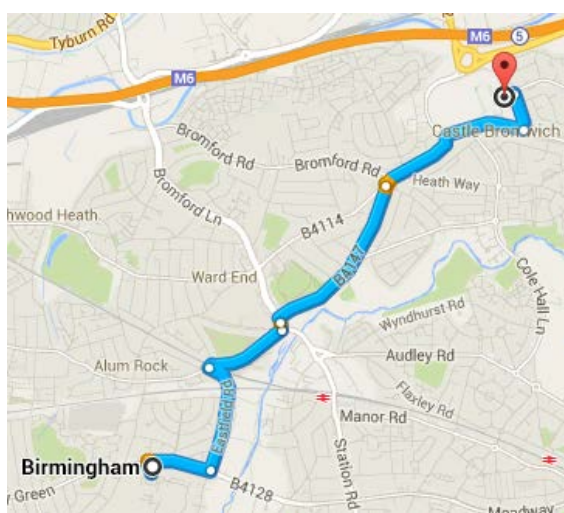 Tyburn Rd
M6
5
M6
Castle Bromwich
Bromford Rd
Bromford Rd
Heath Way
Bromford Ln
hwood Heath
B4114
B4147
Ward End
Cole Hall Ln
Wyndhurst Rd
Alum Rock
Audley Rd
Eastfield Rd
Flaxley Rd
Manor Rd
Station Rd
Birmingham
y Green
B4128
Meadway